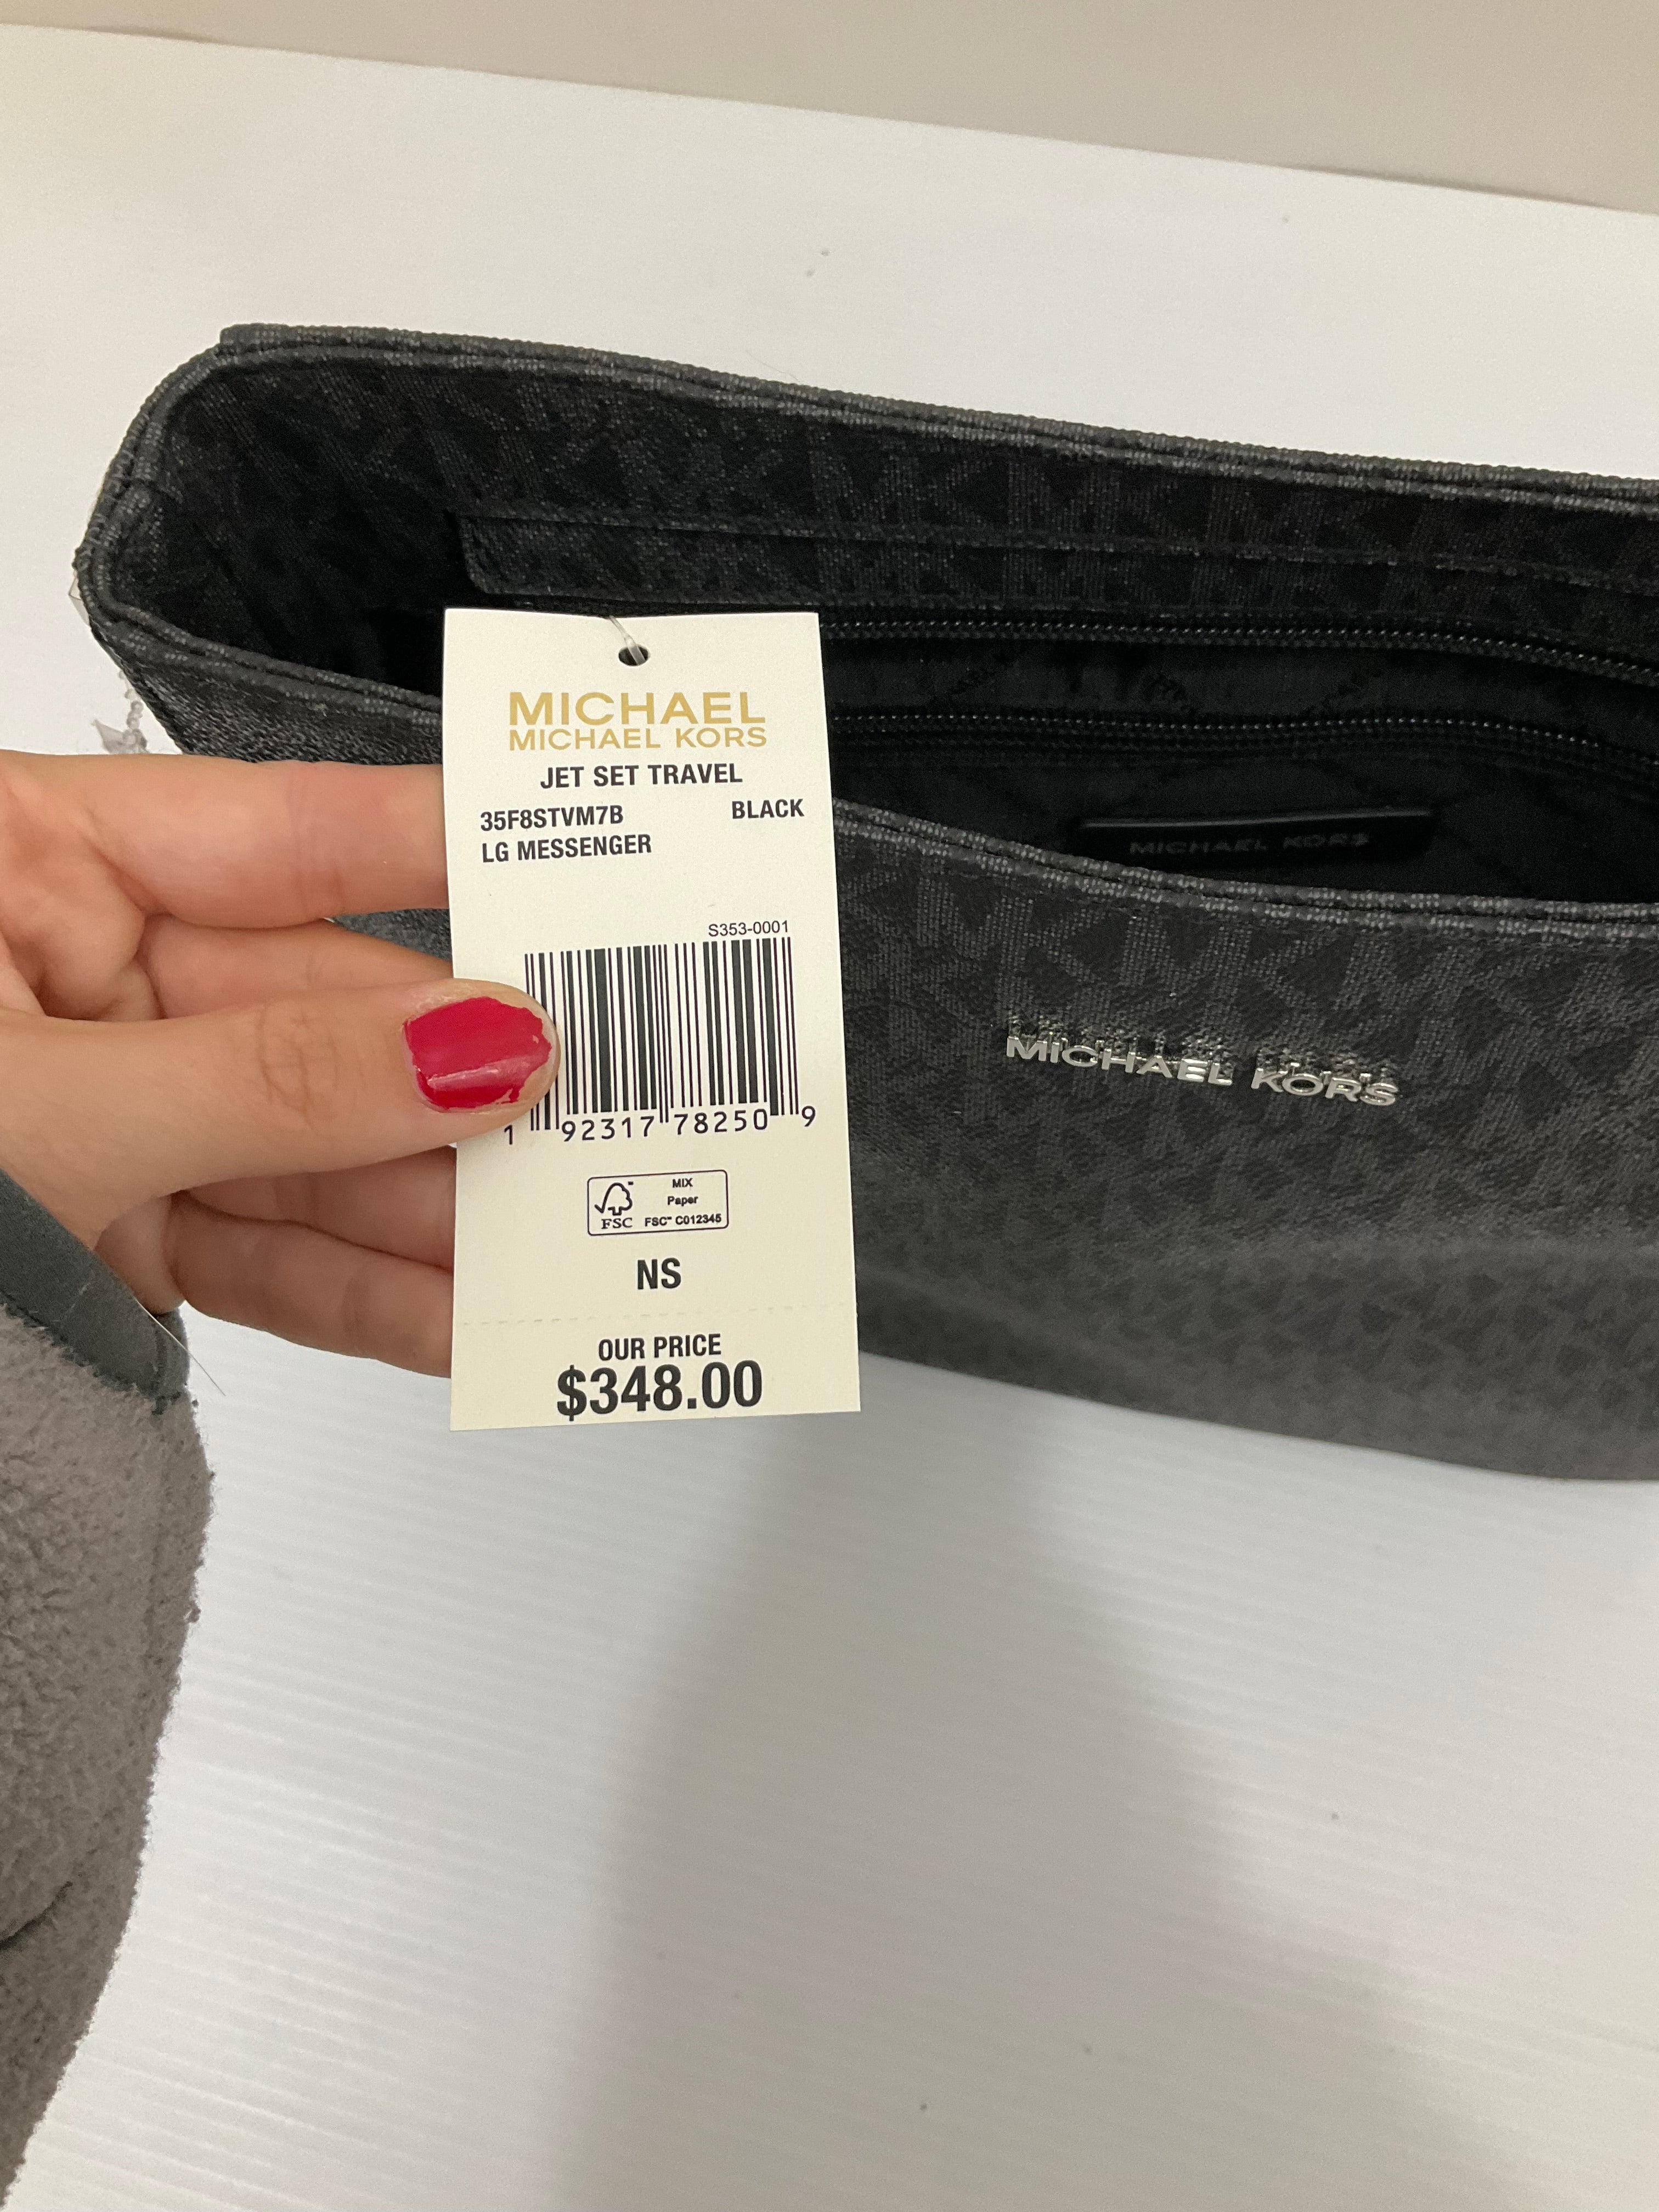 MICHAEL
MICHAEL KORS
JET SET TRAVEL
35F8STVM7B BLACK
LG MESSENGER
S353-0001
1 92317 78250 9
MIX
Paper
FSC FSC™ C012345
NS
OUR PRICE
$348.00
MICHAEL KORS
MICHAEL KORS